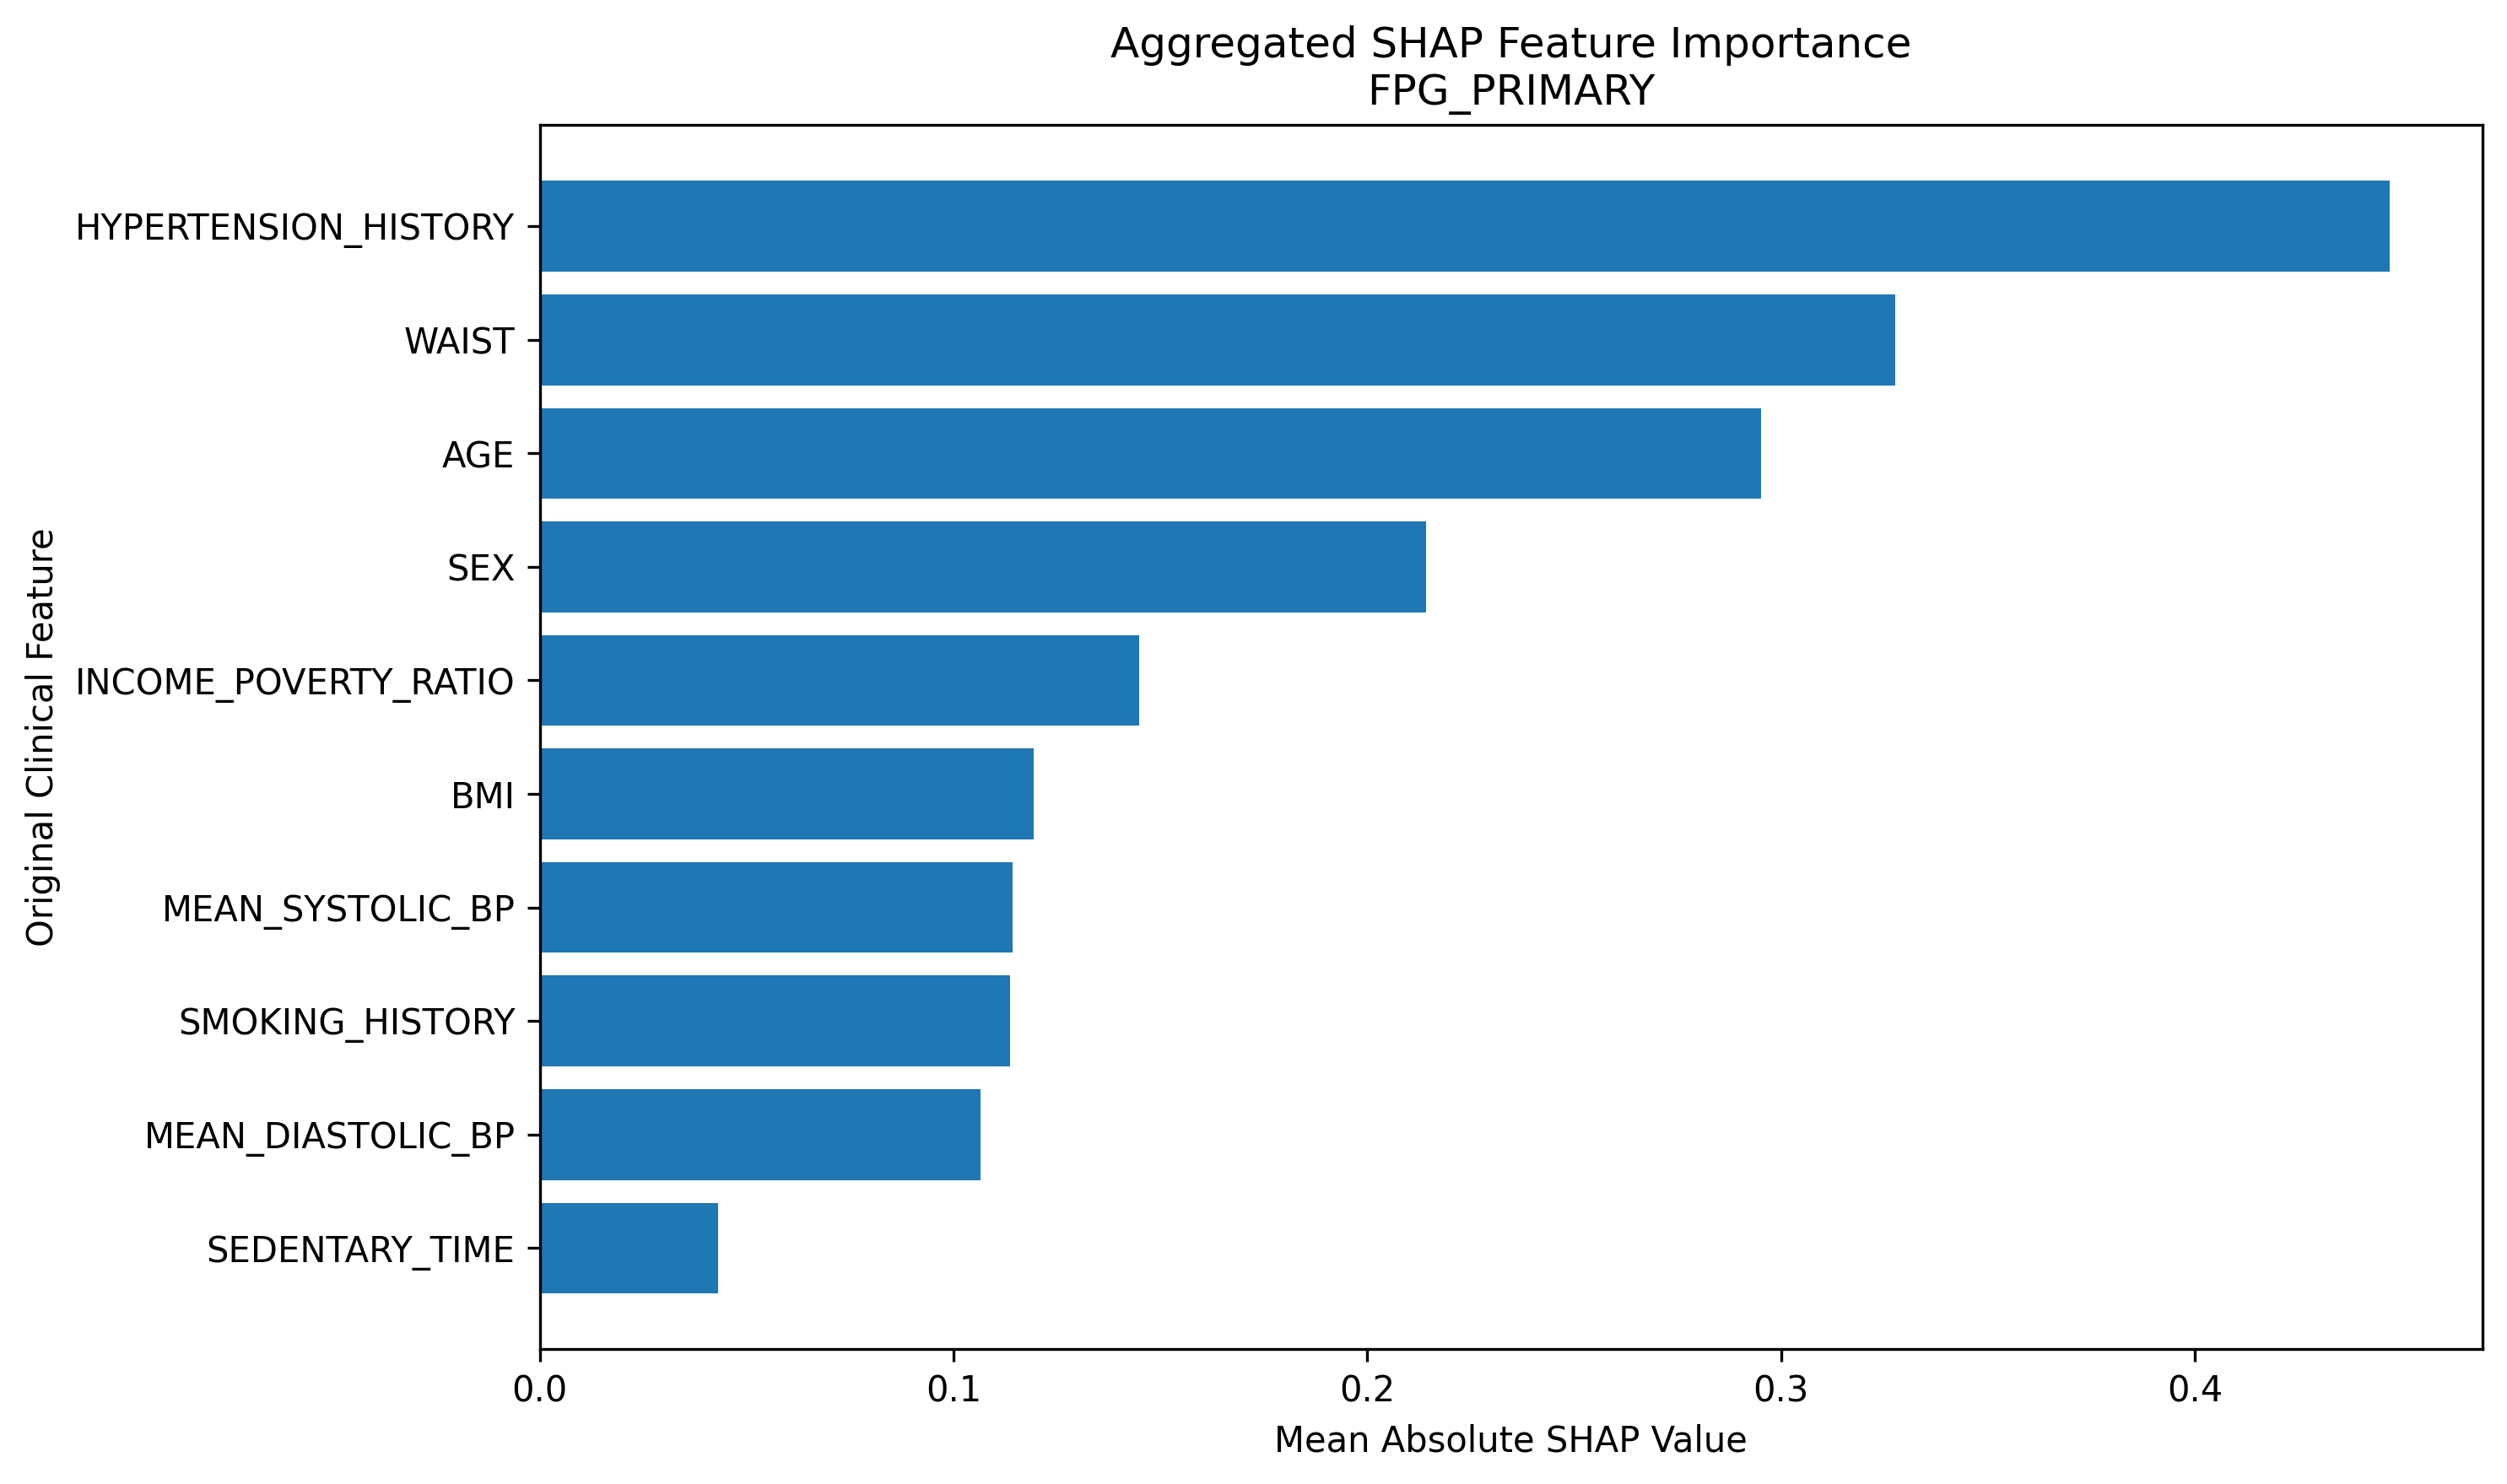 Aggregated SHAP Feature Importance
FPG_PRIMARY
Original Clinical Feature
HYPERTENSION_HISTORY
WAIST
AGE
SEX
INCOME_POVERTY_RATIO
BMI
MEAN_SYSTOLIC_BP
SMOKING_HISTORY
MEAN_DIASTOLIC_BP
SEDENTARY_TIME
0.0 0.1 0.2 0.3 0.4
Mean Absolute SHAP Value